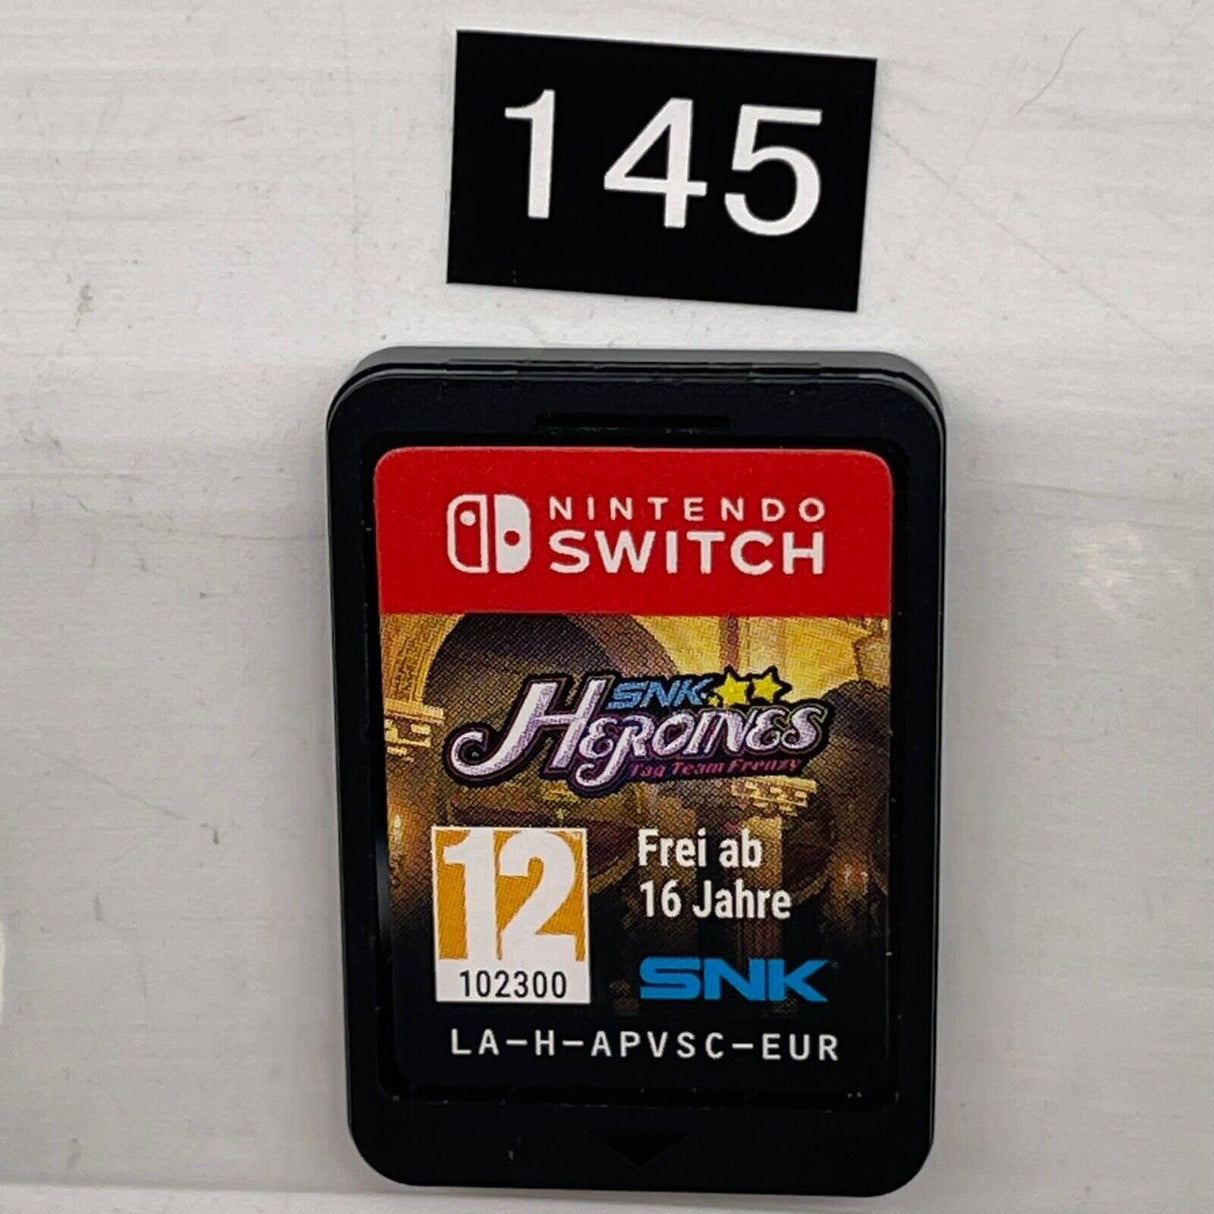 145
NINTENDO
SWITCH
SNK
HEROINES
Tag Team Frenzy
12
102300
Frei ab
16 Jahre
SNK
LA-H-APVSC-EUR